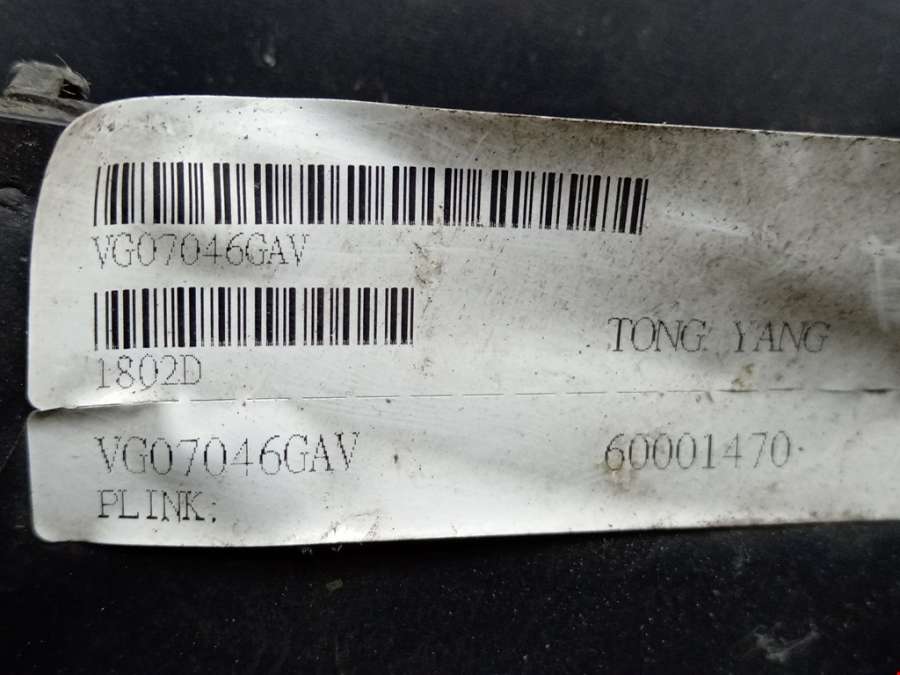 VG07046GAV
1802D
TONG YANG
VG07046GAV
60001470
PLINK: